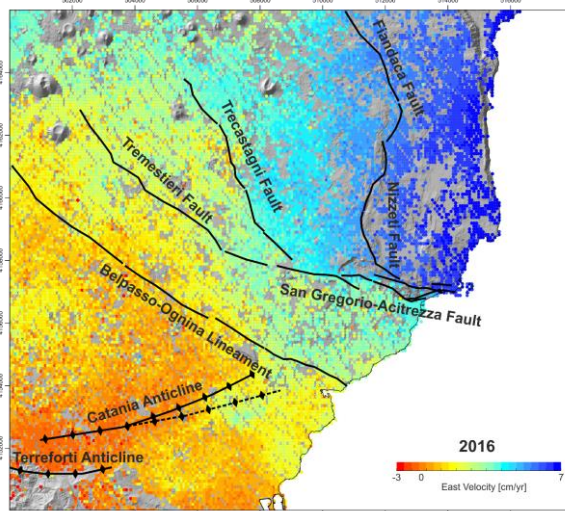 Fiandaca Fault
Trecastagni Fault
Tremestieri Fault
Nizzeti Fault
San Gregorio-Acitrezza Fault
Belpasso-Ognina Lineament
Catania Anticline
Terreforti Anticline
2016
-3 0 7
East Velocity [cm/yr]